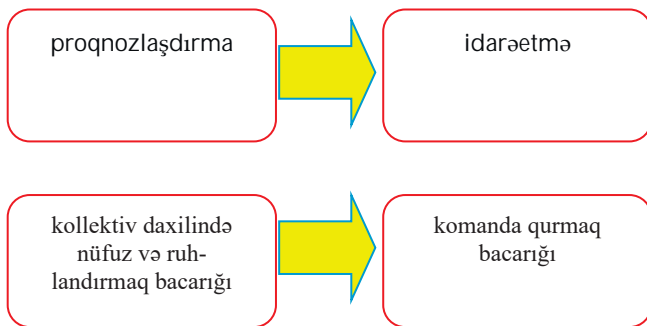 proqnozlaşdırma
idarəetmə
kollektiv daxilində
nüfuz və ruh-
landırmaq bacarığı
komanda qurmaq
bacarığı